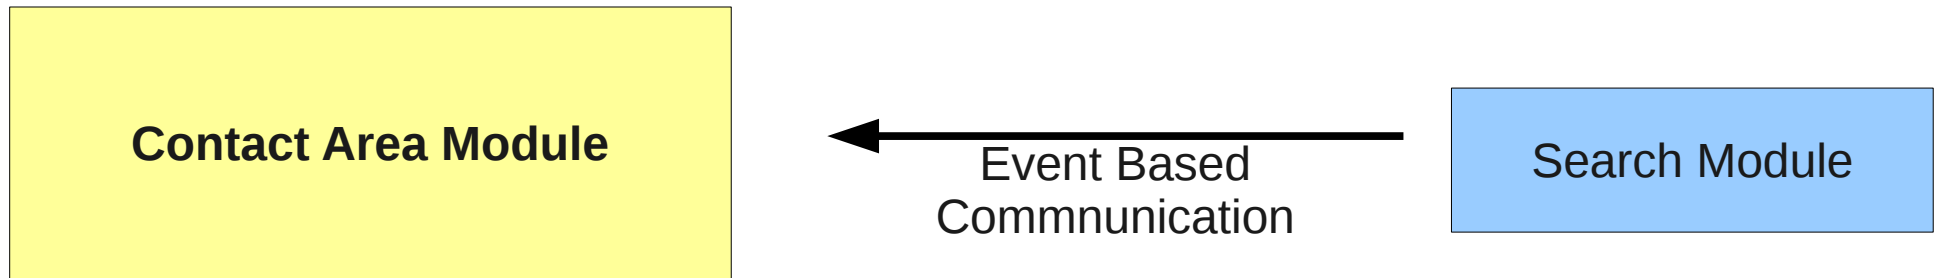 Contact Area Module
Event Based
Commnunication
Search Module